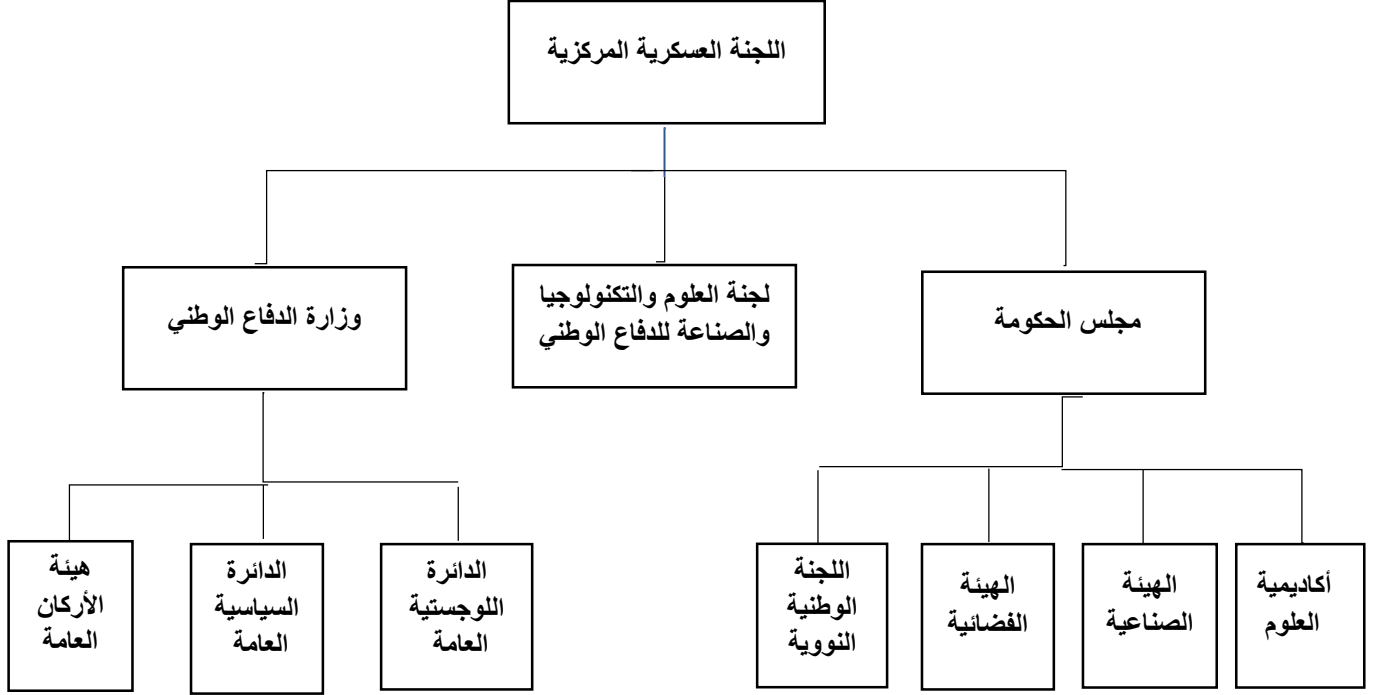 اللجنة العسكرية المركزية
مجلس الحكومة
لجنة العلوم والتكنولوجيا
والصناعة للدفاع الوطني
وزارة الدفاع الوطني
أكاديمية
العلوم
الهيئة
الصناعية
الهيئة
الفضائية
اللجنة
الوطنية
النووية
الدائرة
اللوجستية
العامة
الدائرة
السياسية
العامة
هيئة
الأركان
العامة